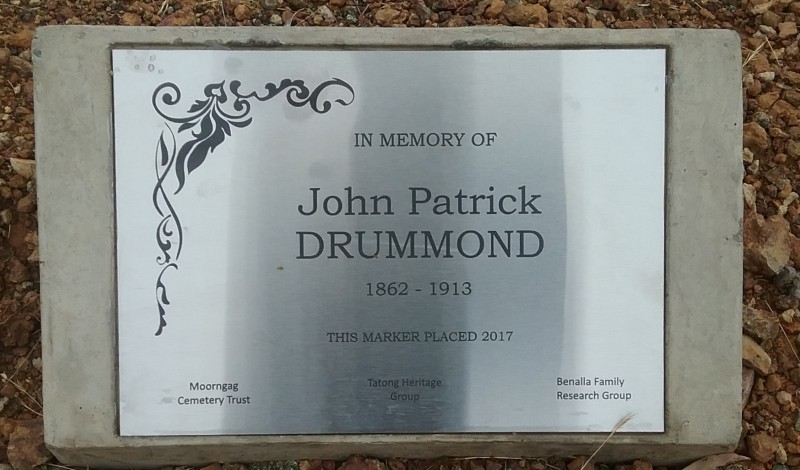 IN MEMORY OF
John Patrick
DRUMMOND
1862 - 1913
THIS MARKER PLACED 2017
Moorngag
Cemetery Trust
Tatong Heritage
Group
Benalla Family
Research Group